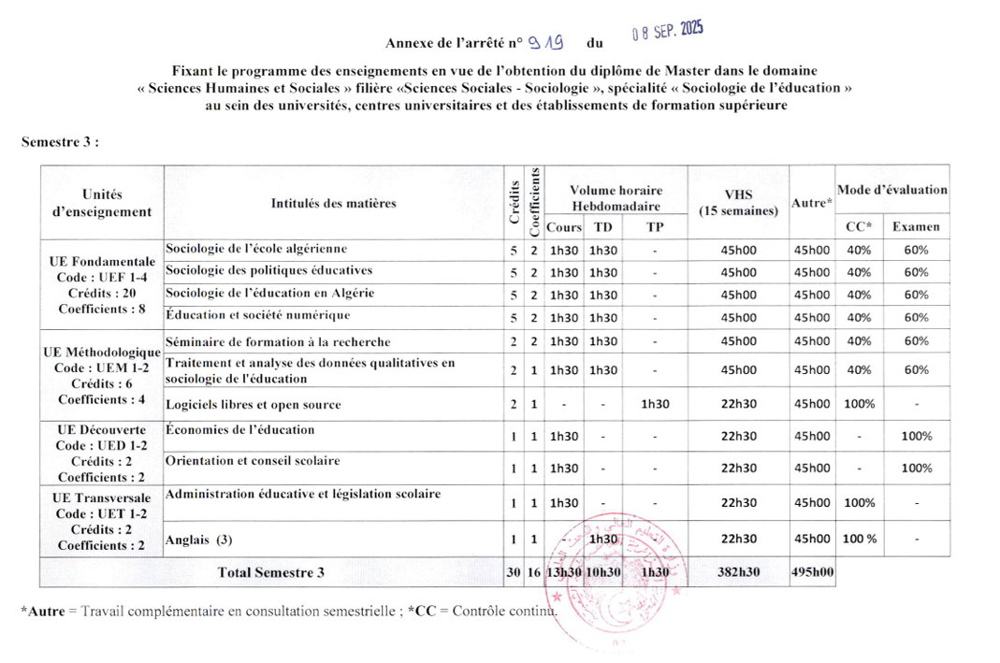 Annexe de l'arrêté n° 919 du 08 SEP. 2025
Fixant le programme des enseignements en vue de l'obtention du diplôme de Master dans le domaine
« Sciences Humaines et Sociales » filière «Sciences Sociales - Sociologie », spécialité « Sociologie de l'éducation »
au sein des universités, centres universitaires et des établissements de formation supérieure
Semestre 3 :
Unités d'enseignement | Intitulés des matières | Crédits | Coefficients | Volume horaire Hebdomadaire | VHS (15 semaines) | Autre* | Mode d'évaluation
Cours | TD | TP | CC* | Examen
UE Fondamentale
Code : UEF 1-4
Crédits : 20
Coefficients : 8
Sociologie de l'école algérienne | 5 | 2 | 1h30 | 1h30 | - | 45h00 | 45h00 | 40% | 60%
Sociologie des politiques éducatives | 5 | 2 | 1h30 | 1h30 | - | 45h00 | 45h00 | 40% | 60%
Sociologie de l'éducation en Algérie | 5 | 2 | 1h30 | 1h30 | - | 45h00 | 45h00 | 40% | 60%
Éducation et société numérique | 5 | 2 | 1h30 | 1h30 | - | 45h00 | 45h00 | 40% | 60%
UE Méthodologique
Code : UEM 1-2
Crédits : 6
Coefficients : 4
Séminaire de formation à la recherche | 2 | 2 | 1h30 | 1h30 | - | 45h00 | 45h00 | 40% | 60%
Traitement et analyse des données qualitatives en
sociologie de l'éducation | 2 | 1 | 1h30 | 1h30 | - | 45h00 | 45h00 | 40% | 60%
Logiciels libres et open source | 2 | 1 | - | - | 1h30 | 22h30 | 45h00 | 100% | -
UE Découverte
Code : UED 1-2
Crédits : 2
Coefficients : 2
Économies de l'éducation | 1 | 1 | 1h30 | - | - | 22h30 | 45h00 | - | 100%
Orientation et conseil scolaire | 1 | 1 | 1h30 | - | - | 22h30 | 45h00 | - | 100%
UE Transversale
Code : UET 1-2
Crédits : 2
Coefficients : 2
Administration éducative et législation scolaire | 1 | 1 | 1h30 | - | - | 22h30 | 45h00 | 100% | -
Anglais (3) | 1 | 1 | - | 1h30 | - | 22h30 | 45h00 | 100 % | -
Total Semestre 3 | 30 | 16 | 13h30 | 10h30 | 1h30 | 382h30 | 495h00
*Autre = Travail complémentaire en consultation semestrielle ; *CC = Contrôle continu.